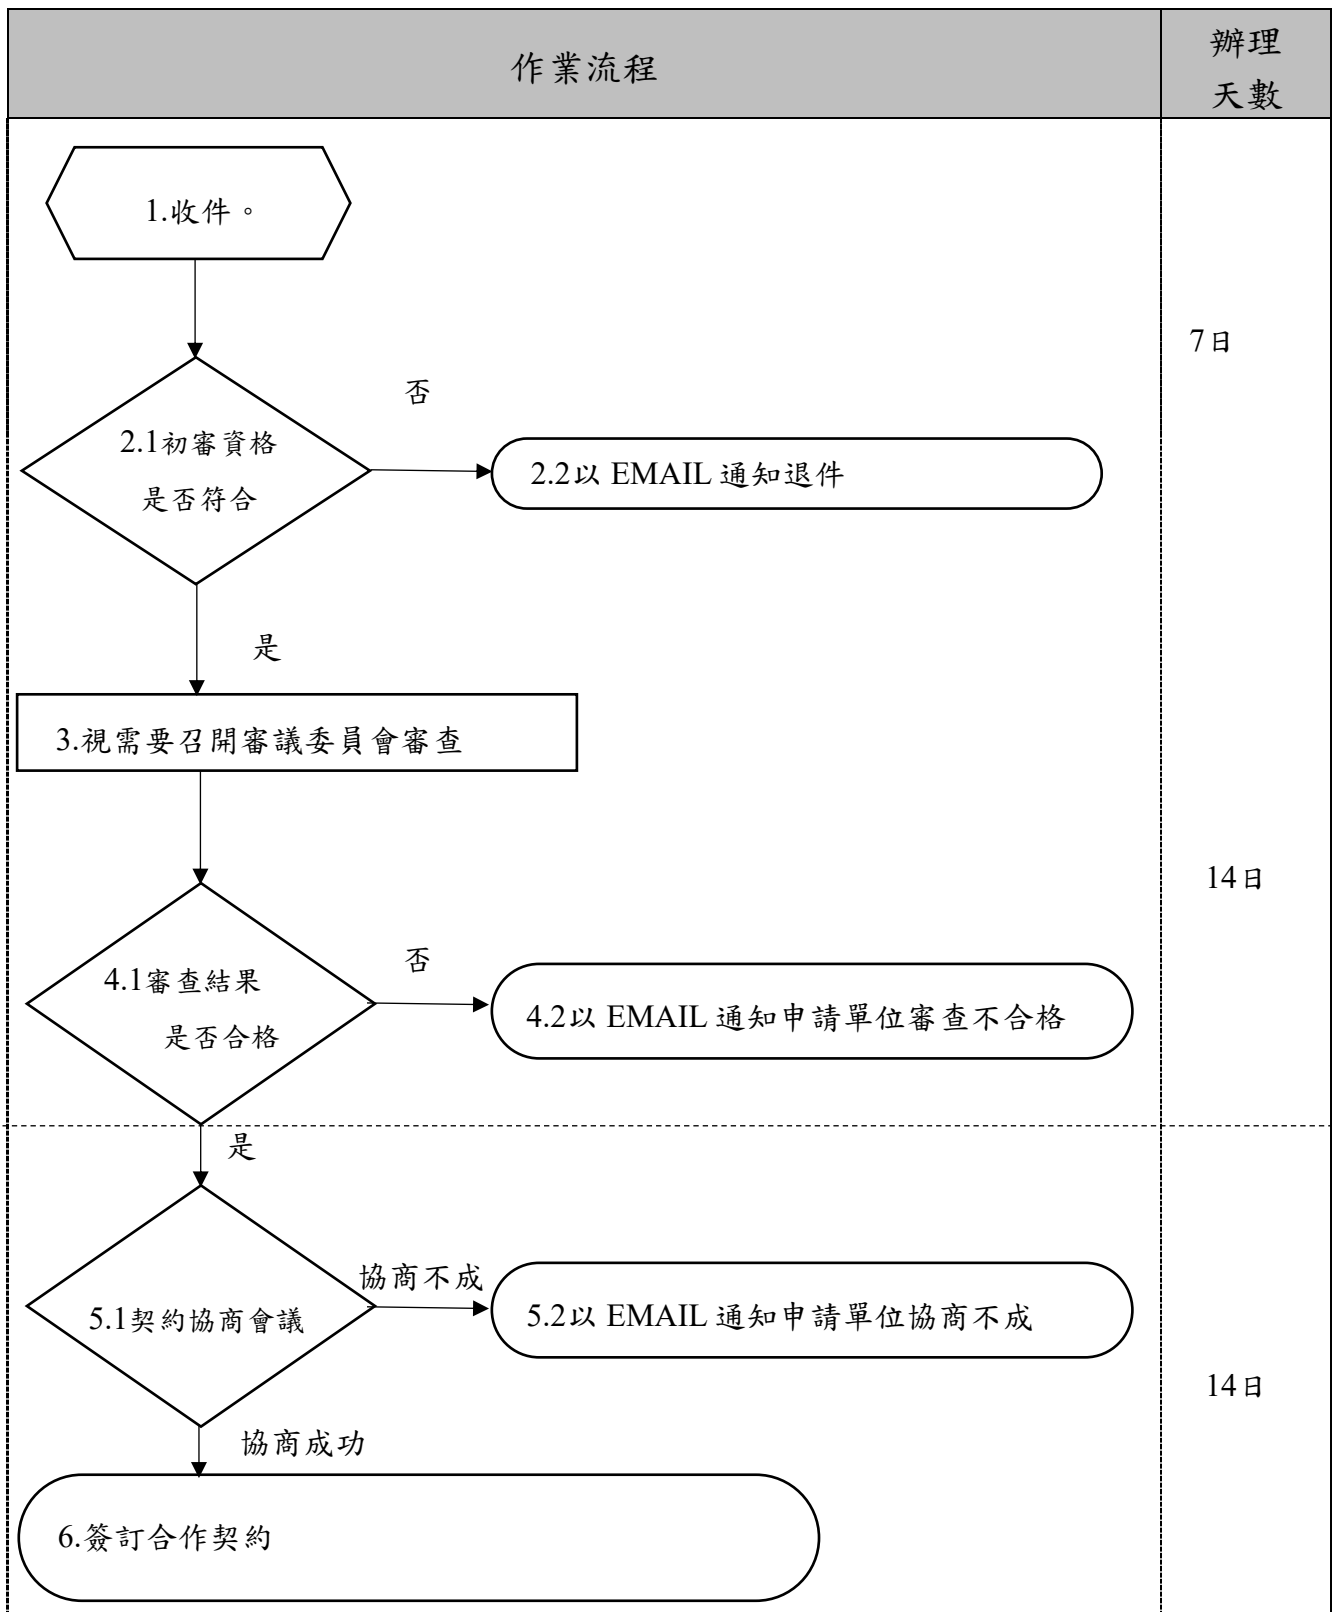 作業流程
辦理
天數
1.收件。
7日
否
2.1初審資格
是否符合
2.2以 EMAIL 通知退件
是
3.視需要召開審議委員會審查
14日
否
4.1審查結果
是否合格
4.2以 EMAIL 通知申請單位審查不合格
是
協商不成
5.1契約協商會議
5.2以 EMAIL 通知申請單位協商不成
14日
協商成功
6.簽訂合作契約